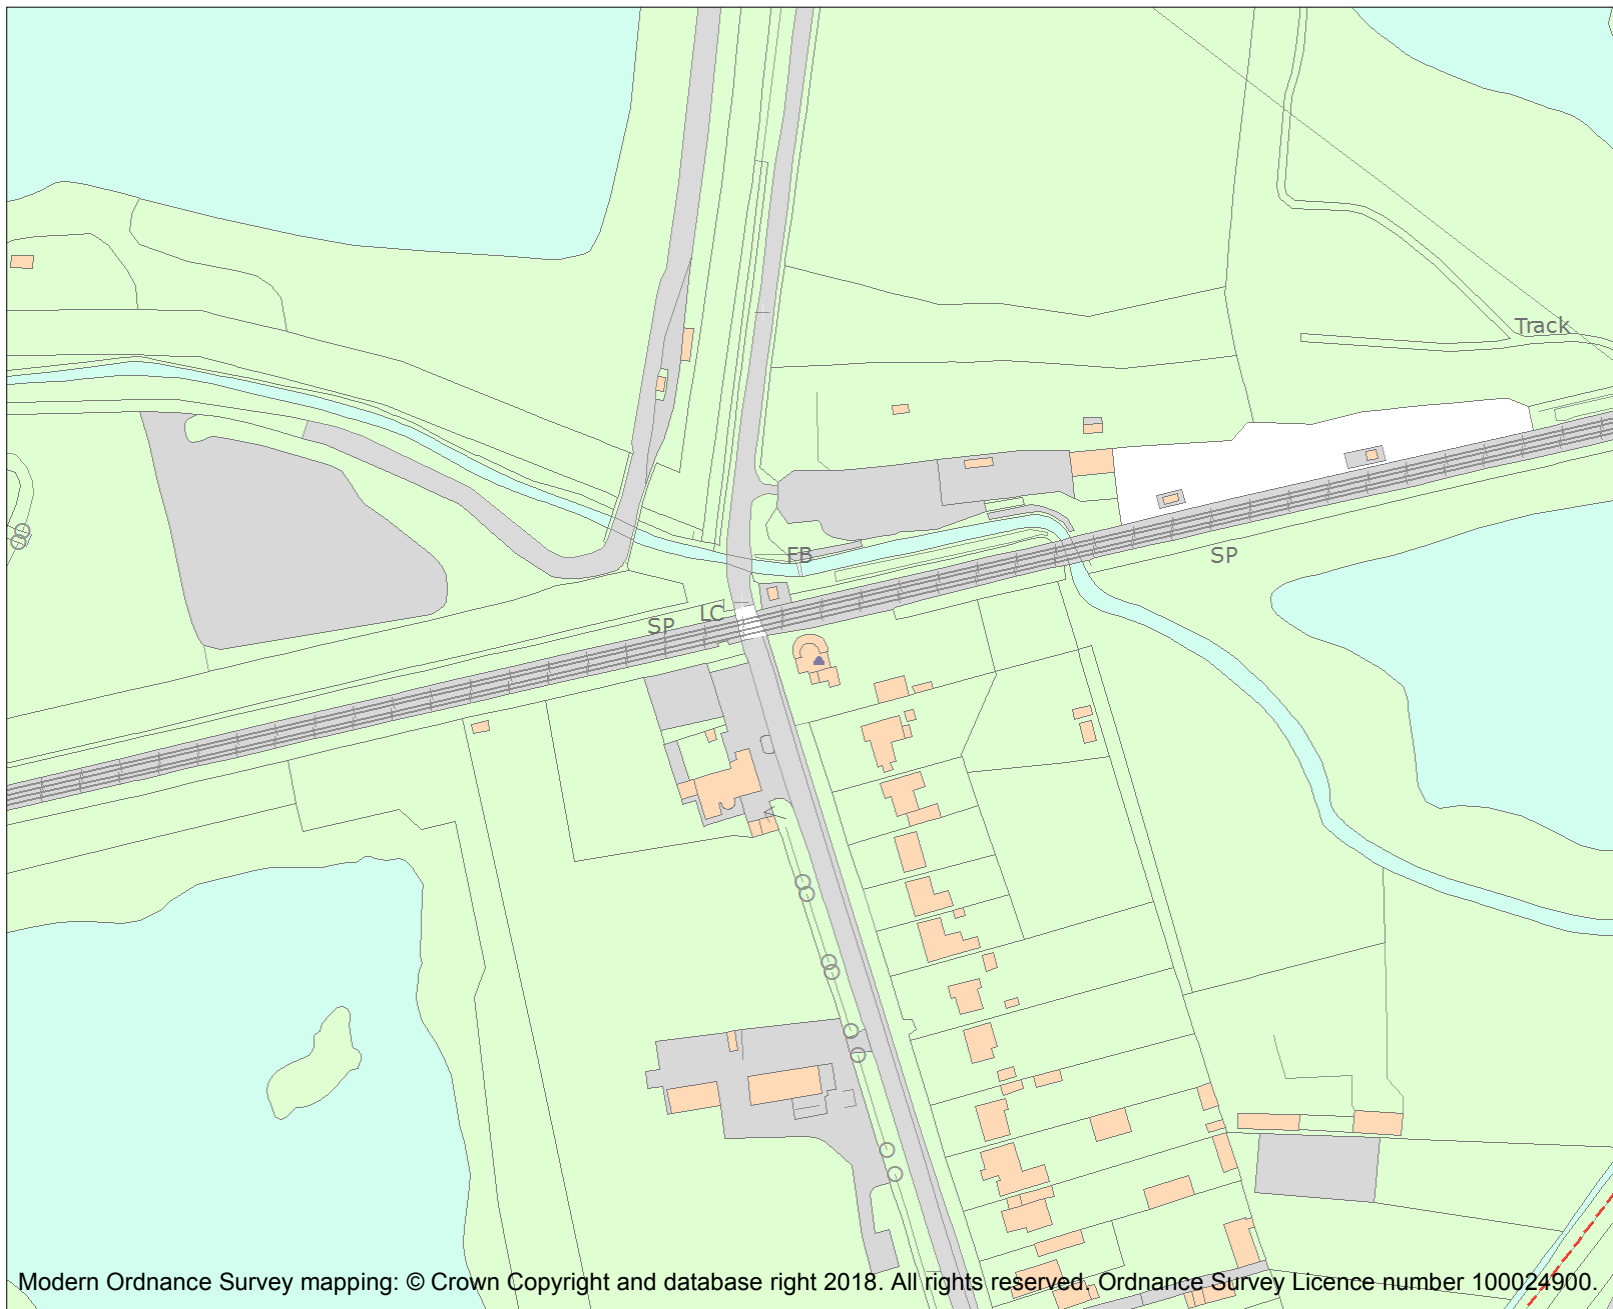 Track
FB
SP
LC
SP
Modern Ordnance Survey mapping: © Crown Copyright and database right 2018. All rights reserved. Ordnance Survey Licence number 100024900.